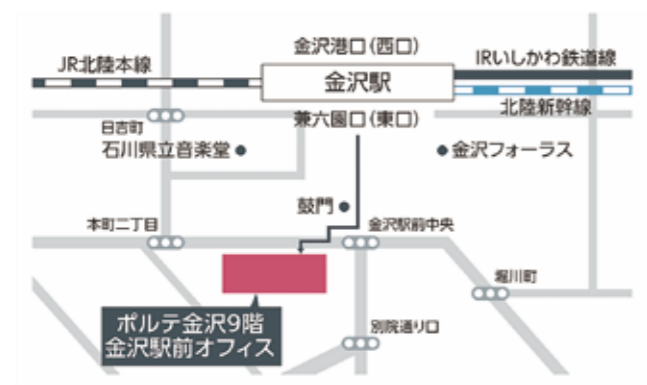 金沢港口(西口)
JR北陸本線
IRいしかわ鉄道線
金沢駅
北陸新幹線
兼六園口(東口)
日吉町
石川県立音楽堂
金沢フォーラス
鼓門
本町二丁目
金沢駅前中央
堀川町
ポルテ金沢9階
金沢駅前オフィス
別院通り口